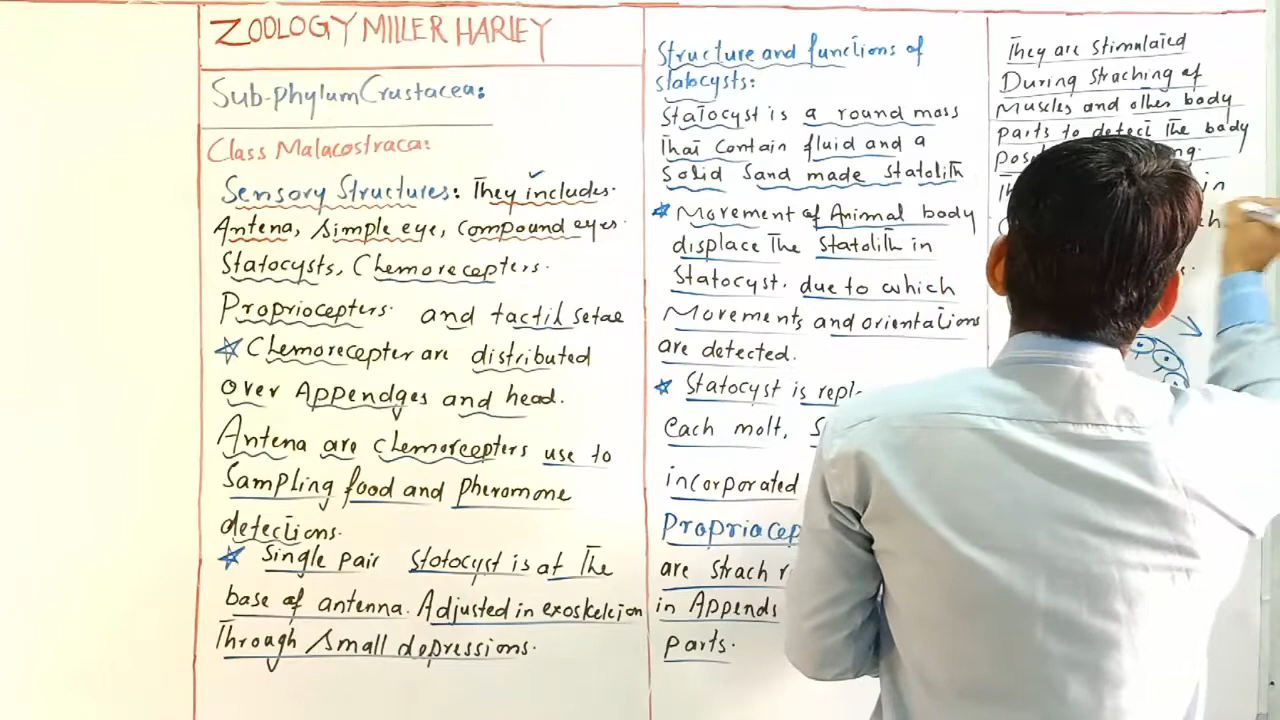 ZOOLOGY MILLER HARLEY
Sub-phylum Crustacea:
Class Malacostraca:
Sensory Structures: They includes.
Antena, Simple eye, Compound eyes.
Statocysts, Chemorecepters.
Propriocepters. and tactil setae
Chemorecepter are distributed
over Appendges and head.
Antena are chemorcepters use to
Sampling food and pheromone
detections.
Single pair Stotocyst is at The
base of antenna. Adjusted in exoskeleion
Through Small depressions.
Structure and functions of
statocysts:
Statocyst is a round mass
That contain fluid and a
Solid Sand made Statolith
Movement of Animal body
displace The Statolith in
Statocyst. due to which
Movements and orientations
are detected.
Statocyst is repl
Each molt, S
incorporated
Propriocep
are strach r
in Appends
parts.
They are stimulated
During straching of
Muscles and other body
parts to detect The body
in